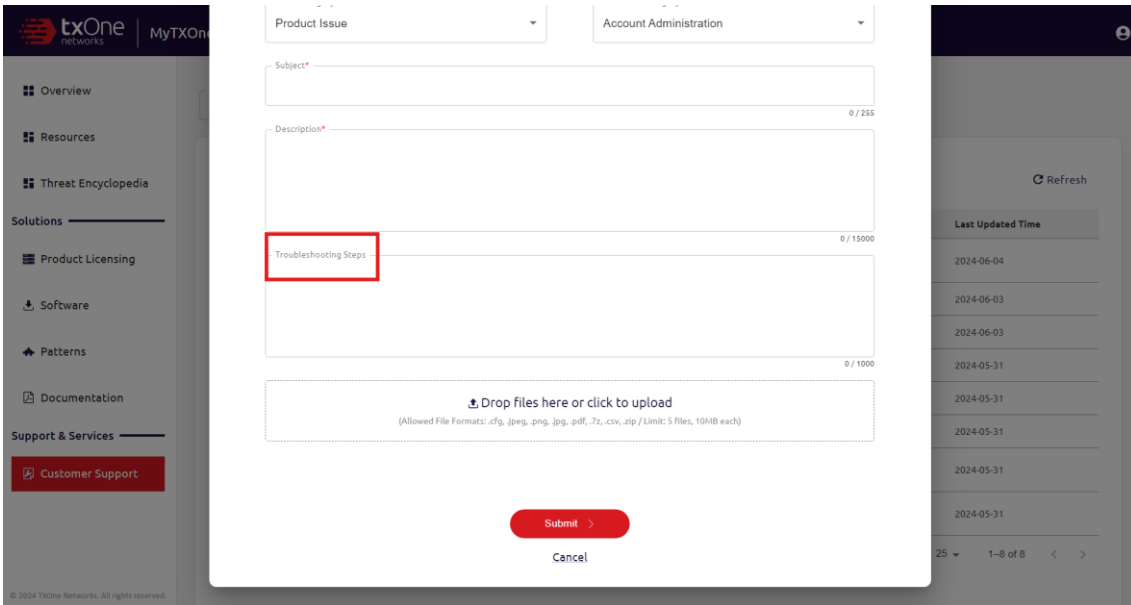 txOne
networks
MyTXOn
Product Issue
Account Administration
Subject*
0 / 255
Description*
0 / 15000
Troubleshooting Steps
0 / 1000
Drop files here or click to upload
(Allowed File Formats: .cfg, .jpeg, .png, .jpg, .pdf, .7z, .csv, .zip / Limit: 5 files, 10MB each)
Submit
Cancel
Overview
Resources
Threat Encyclopedia
Solutions
Product Licensing
Software
Patterns
Documentation
Support & Services
Customer Support
© 2024 TXOne Networks. All rights reserved.
Refresh
Last Updated Time
2024-06-04
2024-06-03
2024-06-03
2024-05-31
2024-05-31
2024-05-31
2024-05-31
2024-05-31
25
1–8 of 8